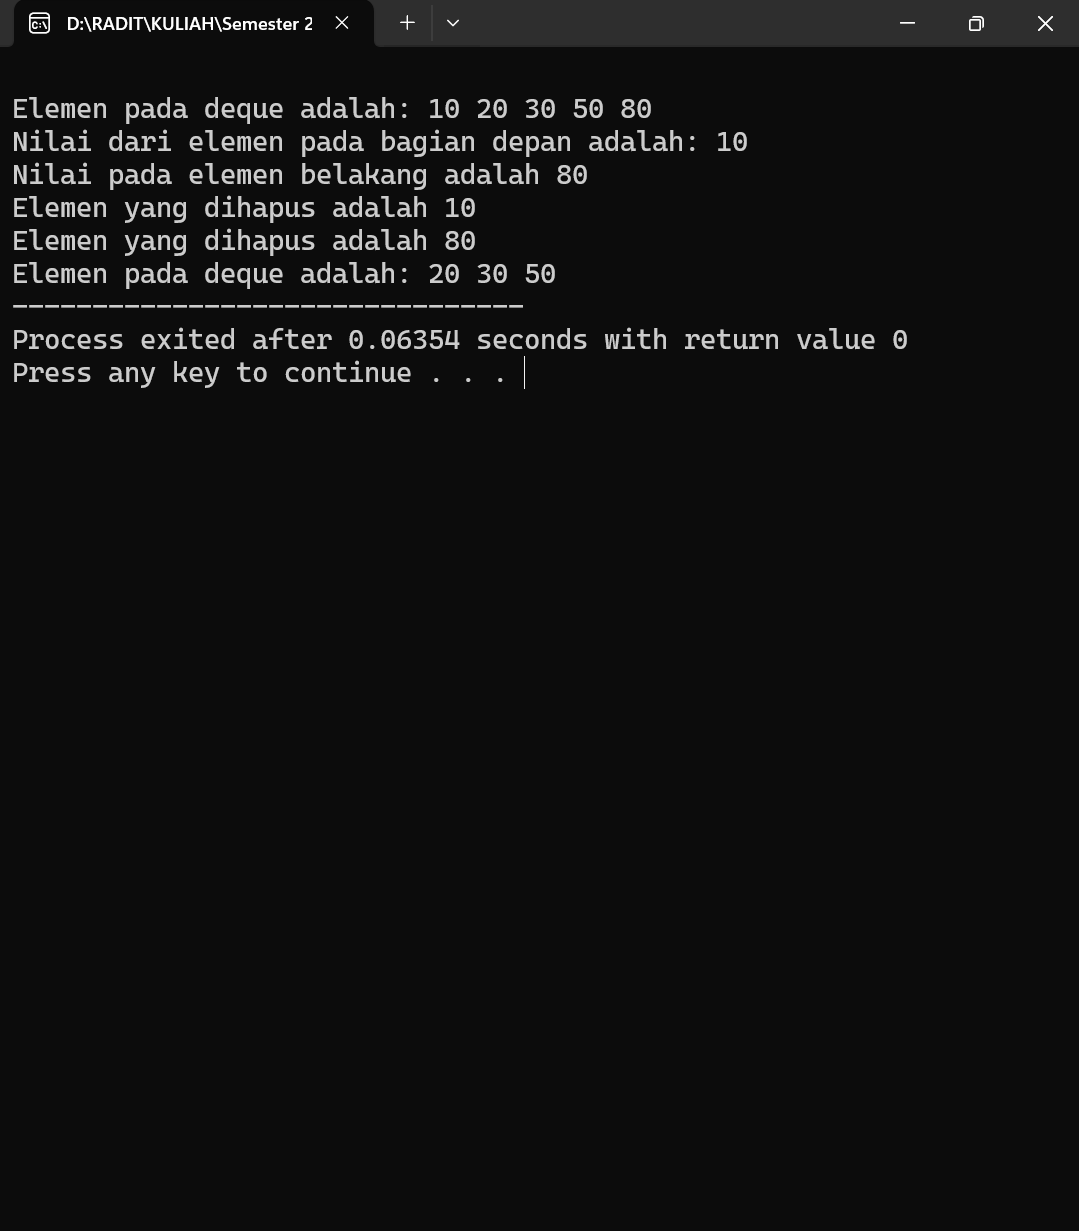 D:\RADIT\KULIAH\Semester 2
Elemen pada deque adalah: 10 20 30 50 80
Nilai dari elemen pada bagian depan adalah: 10
Nilai pada elemen belakang adalah 80
Elemen yang dihapus adalah 10
Elemen yang dihapus adalah 80
Elemen pada deque adalah: 20 30 50
--------------------------------
Process exited after 0.06354 seconds with return value 0
Press any key to continue . . .